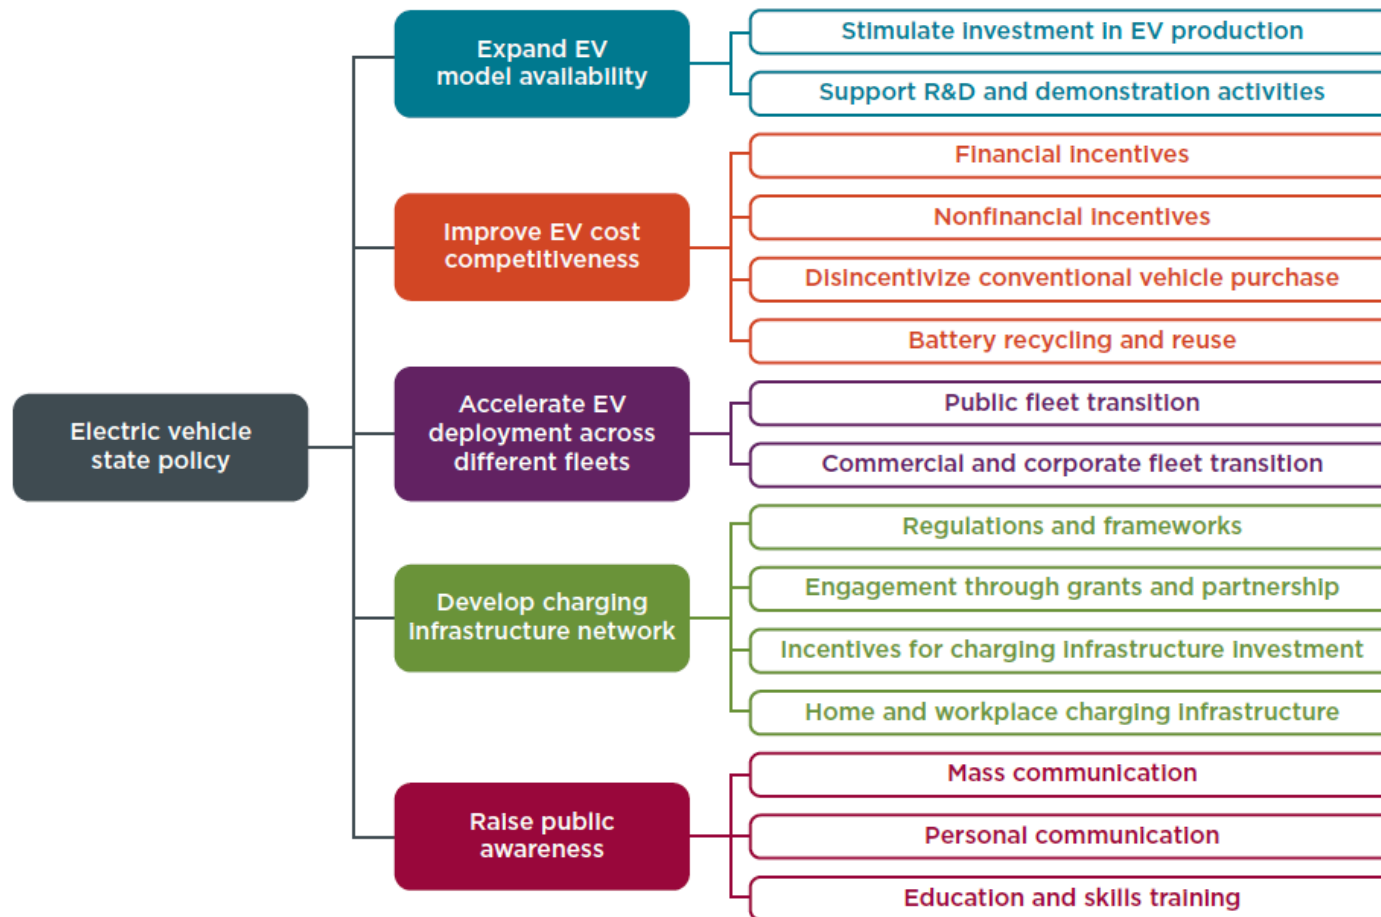 Electric vehicle
state policy
Expand EV
model availability
Stimulate investment in EV production
Support R&D and demonstration activities
Improve EV cost
competitiveness
Financial incentives
Nonfinancial incentives
Disincentivize conventional vehicle purchase
Battery recycling and reuse
Accelerate EV
deployment across
different fleets
Public fleet transition
Commercial and corporate fleet transition
Develop charging
infrastructure network
Regulations and frameworks
Engagement through grants and partnership
Incentives for charging infrastructure investment
Home and workplace charging infrastructure
Raise public
awareness
Mass communication
Personal communication
Education and skills training